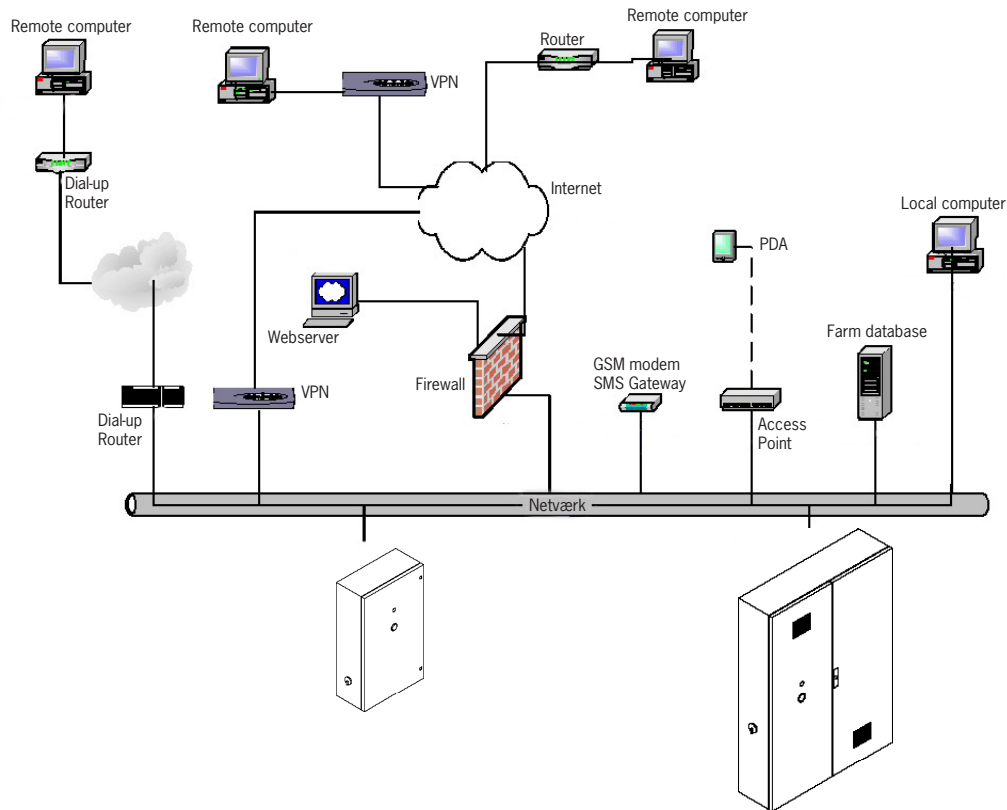 Remote computer
Remote computer
Router
Remote computer
VPN
Dial-up
Router
Internet
Local computer
PDA
Webserver
Farm database
Firewall
GSM modem
SMS Gateway
VPN
Dial-up
Router
Access
Point
Netværk